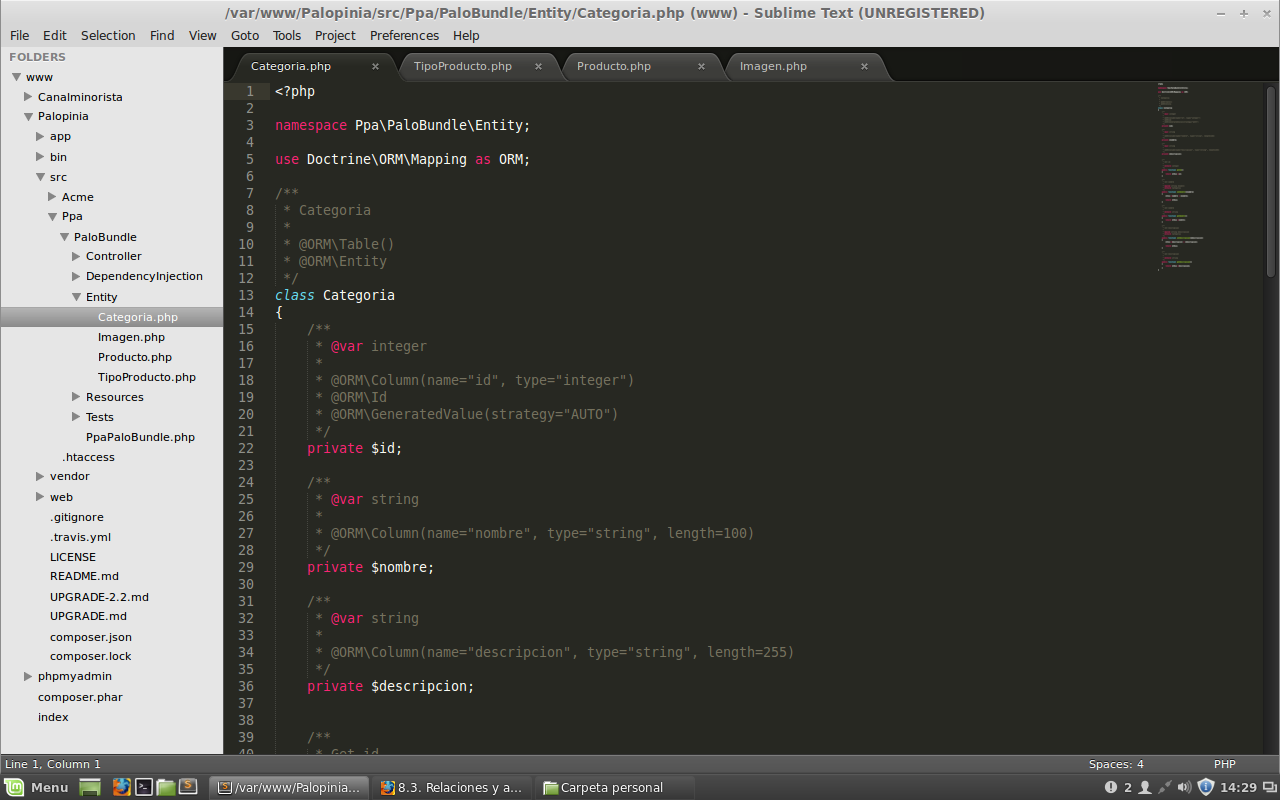 /var/www/Palopinia/src/Ppa/PaloBundle/Entity/Categoria.php (www) - Sublime Text (UNREGISTERED)
File Edit Selection Find View Goto Tools Project Preferences Help
FOLDERS
www
Canalminorista
Palopinia
app
bin
src
Acme
Ppa
PaloBundle
Controller
DependencyInjection
Entity
Categoria.php
Imagen.php
Producto.php
TipoProducto.php
Resources
Tests
PpaPaloBundle.php
.htaccess
vendor
web
.gitignore
.travis.yml
LICENSE
README.md
UPGRADE-2.2.md
UPGRADE.md
composer.json
composer.lock
phpmyadmin
composer.phar
index
Categoria.php × TipoProducto.php × Producto.php × Imagen.php ×
1 <?php
2
3 namespace Ppa\PaloBundle\Entity;
4
5 use Doctrine\ORM\Mapping as ORM;
6
7 /**
8  * Categoria
9  *
10  * @ORM\Table()
11  * @ORM\Entity
12  */
13 class Categoria
14 {
15     /**
16      * @var integer
17      *
18      * @ORM\Column(name="id", type="integer")
19      * @ORM\Id
20      * @ORM\GeneratedValue(strategy="AUTO")
21      */
22     private $id;
23
24     /**
25      * @var string
26      *
27      * @ORM\Column(name="nombre", type="string", length=100)
28      */
29     private $nombre;
30
31     /**
32      * @var string
33      *
34      * @ORM\Column(name="descripcion", type="string", length=255)
35      */
36     private $descripcion;
37
38
39     /**
40      * Get id
Line 1, Column 1 Spaces: 4 PHP
Menu /var/www/Palopinia... 8.3. Relaciones y a... Carpeta personal 2 14:29